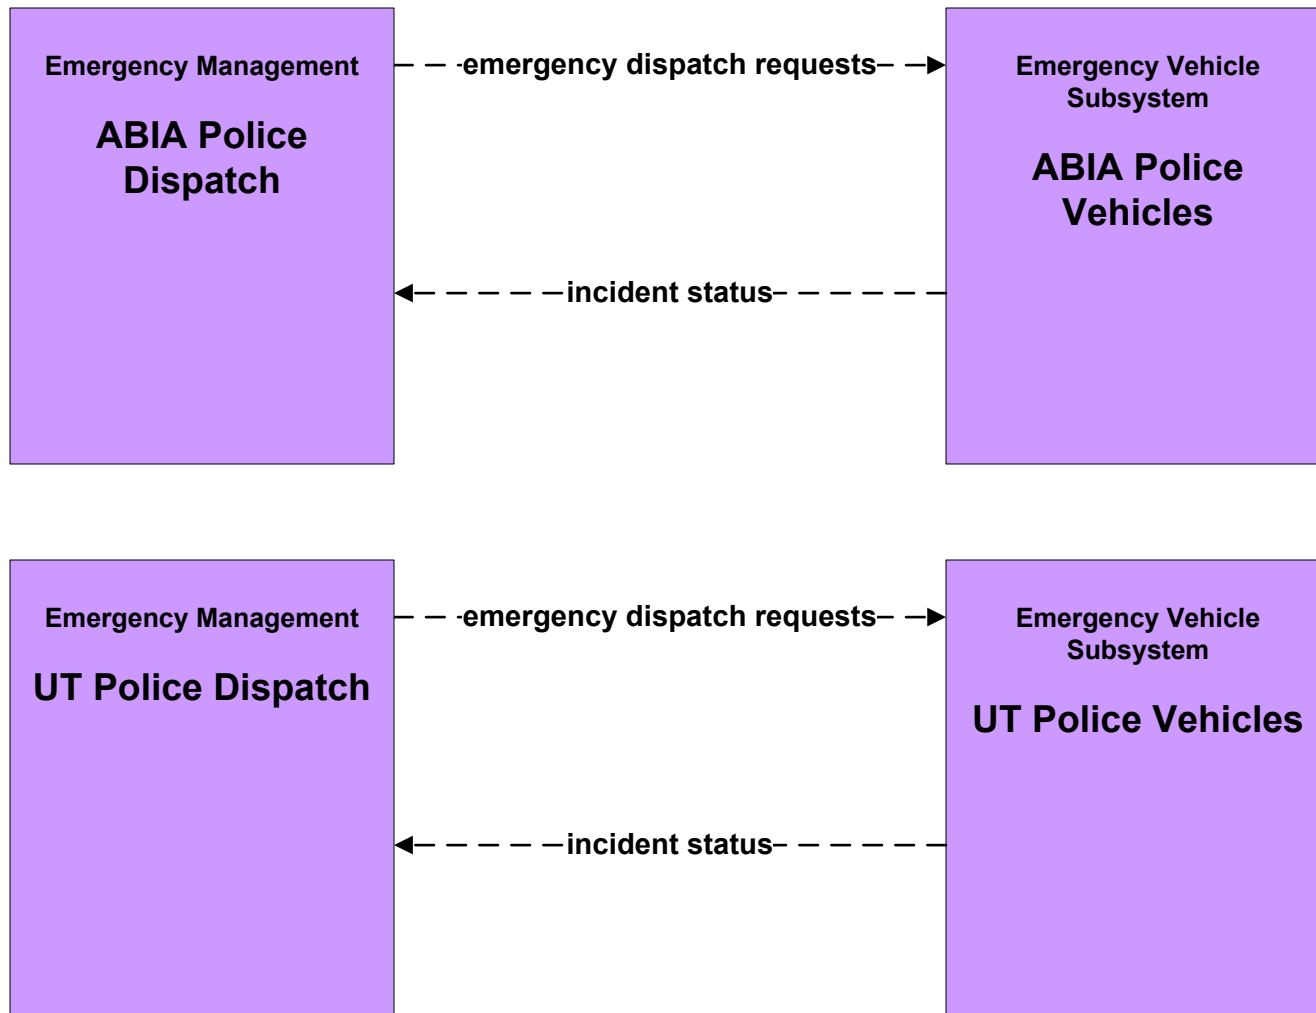 Emergency Management
ABIA Police
Dispatch
emergency dispatch requests
Emergency Vehicle
Subsystem
ABIA Police
Vehicles
incident status
Emergency Management
UT Police Dispatch
emergency dispatch requests
Emergency Vehicle
Subsystem
UT Police Vehicles
incident status